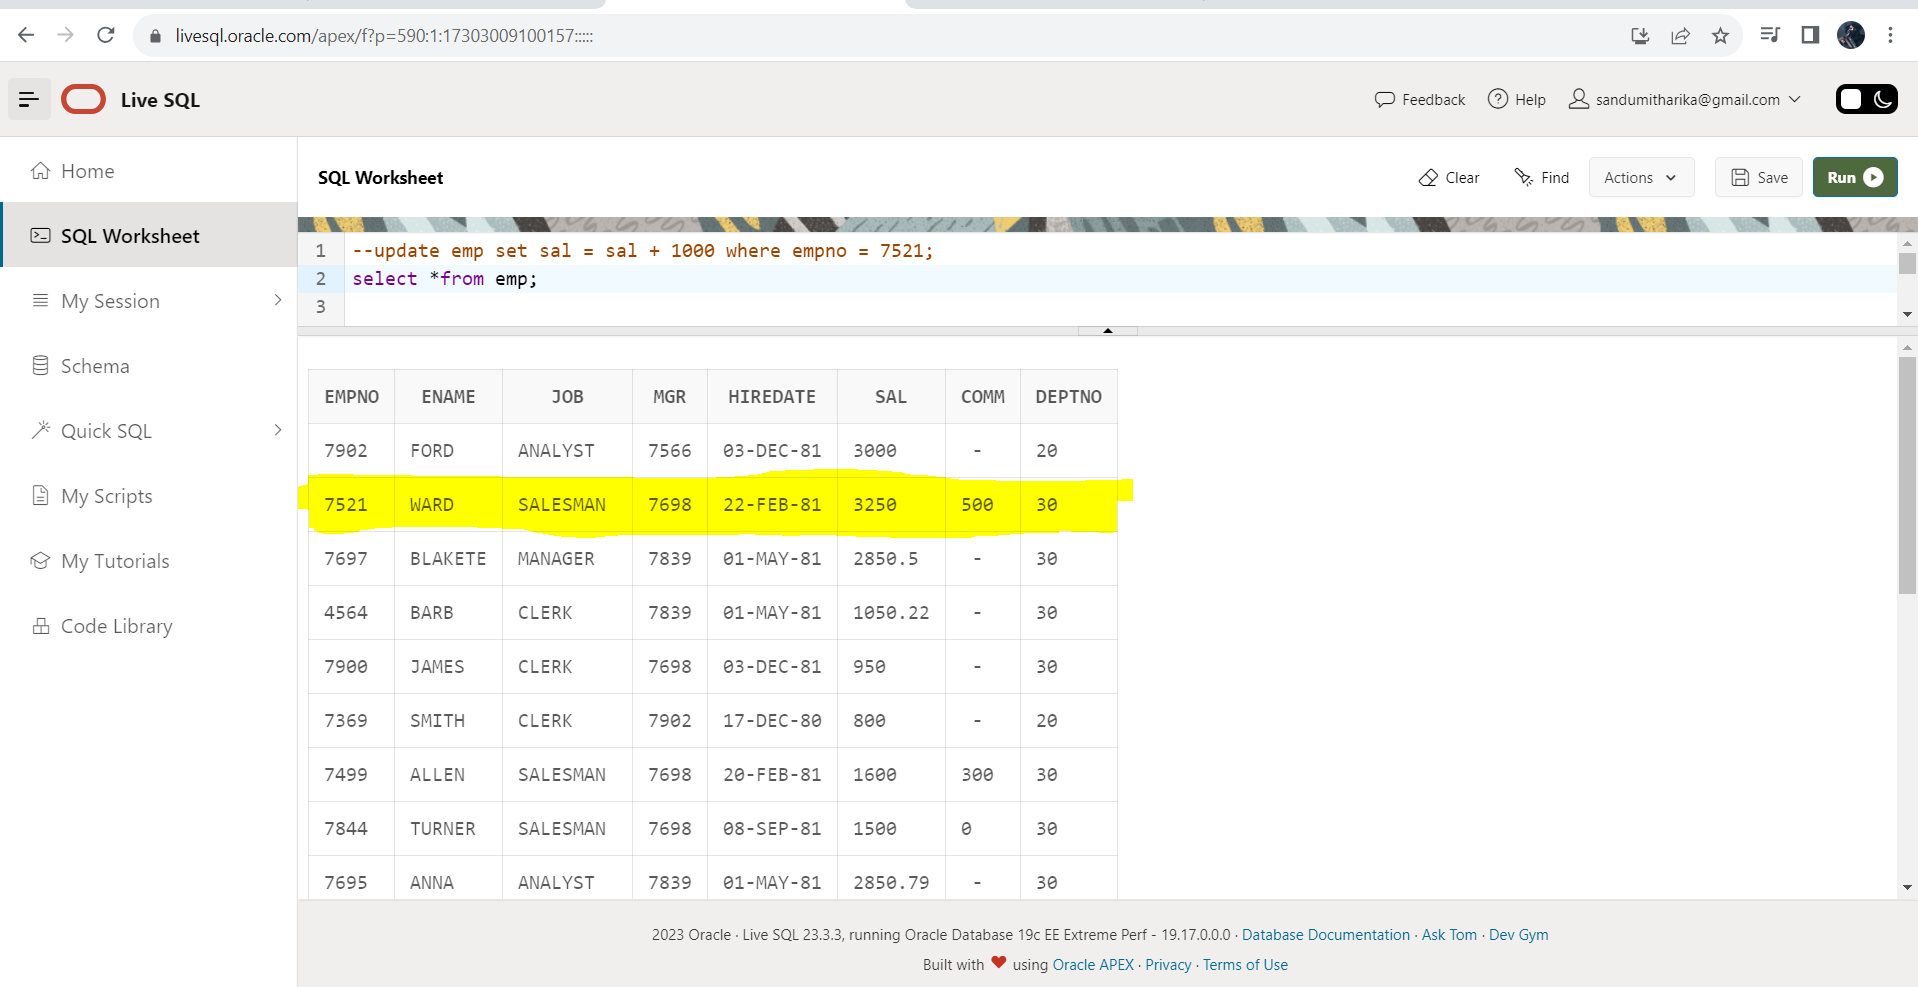 livesql.oracle.com/apex/f?p=590:1:17303009100157:::::
Live SQL
Feedback
Help
sandumitharika@gmail.com
Home
SQL Worksheet
My Session
Schema
Quick SQL
My Scripts
My Tutorials
Code Library
SQL Worksheet
Clear
Find
Actions
Save
Run
1 --update emp set sal = sal + 1000 where empno = 7521;
2 select *from emp;
3
EMPNO ENAME JOB MGR HIREDATE SAL COMM DEPTNO
7902 FORD ANALYST 7566 03-DEC-81 3000 - 20
7521 WARD SALESMAN 7698 22-FEB-81 3250 500 30
7697 BLAKETE MANAGER 7839 01-MAY-81 2850.5 - 30
4564 BARB CLERK 7839 01-MAY-81 1050.22 - 30
7900 JAMES CLERK 7698 03-DEC-81 950 - 30
7369 SMITH CLERK 7902 17-DEC-80 800 - 20
7499 ALLEN SALESMAN 7698 20-FEB-81 1600 300 30
7844 TURNER SALESMAN 7698 08-SEP-81 1500 0 30
7695 ANNA ANALYST 7839 01-MAY-81 2850.79 - 30
2023 Oracle · Live SQL 23.3.3, running Oracle Database 19c EE Extreme Perf - 19.17.0.0.0 · Database Documentation · Ask Tom · Dev Gym
Built with ❤ using Oracle APEX · Privacy · Terms of Use